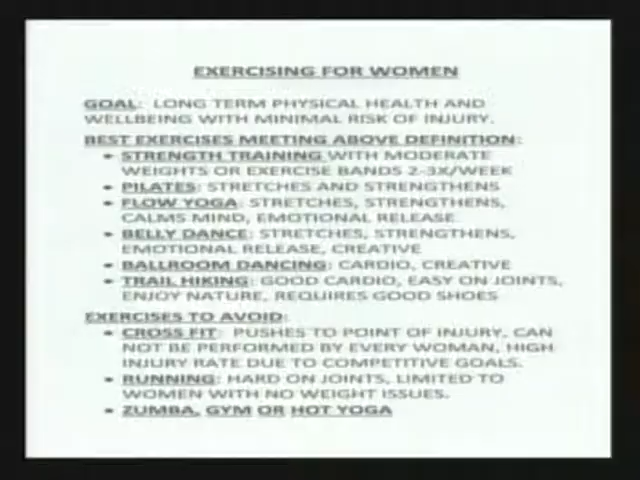 EXERCISING FOR WOMEN
GOAL: LONG TERM PHYSICAL HEALTH AND
WELLBEING WITH MINIMAL RISK OF INJURY.
BEST EXERCISES MEETING ABOVE DEFINITION:
• STRENGTH TRAINING WITH MODERATE
WEIGHTS OR EXERCISE BANDS 2-3X/WEEK
• PILATES: STRETCHES AND STRENGTHENS
• FLOW YOGA: STRETCHES, STRENGTHENS,
CALMS MIND, EMOTIONAL RELEASE
• BELLY DANCE: STRETCHES, STRENGTHENS,
EMOTIONAL RELEASE, CREATIVE
• BALLROOM DANCING: CARDIO, CREATIVE
• TRAIL HIKING: GOOD CARDIO, EASY ON JOINTS,
ENJOY NATURE, REQUIRES GOOD SHOES
EXERCISES TO AVOID:
• CROSS FIT: PUSHES TO POINT OF INJURY, CAN
NOT BE PERFORMED BY EVERY WOMAN, HIGH
INJURY RATE DUE TO COMPETITIVE GOALS.
• RUNNING: HARD ON JOINTS, LIMITED TO
WOMEN WITH NO WEIGHT ISSUES.
• ZUMBA, GYM OR HOT YOGA